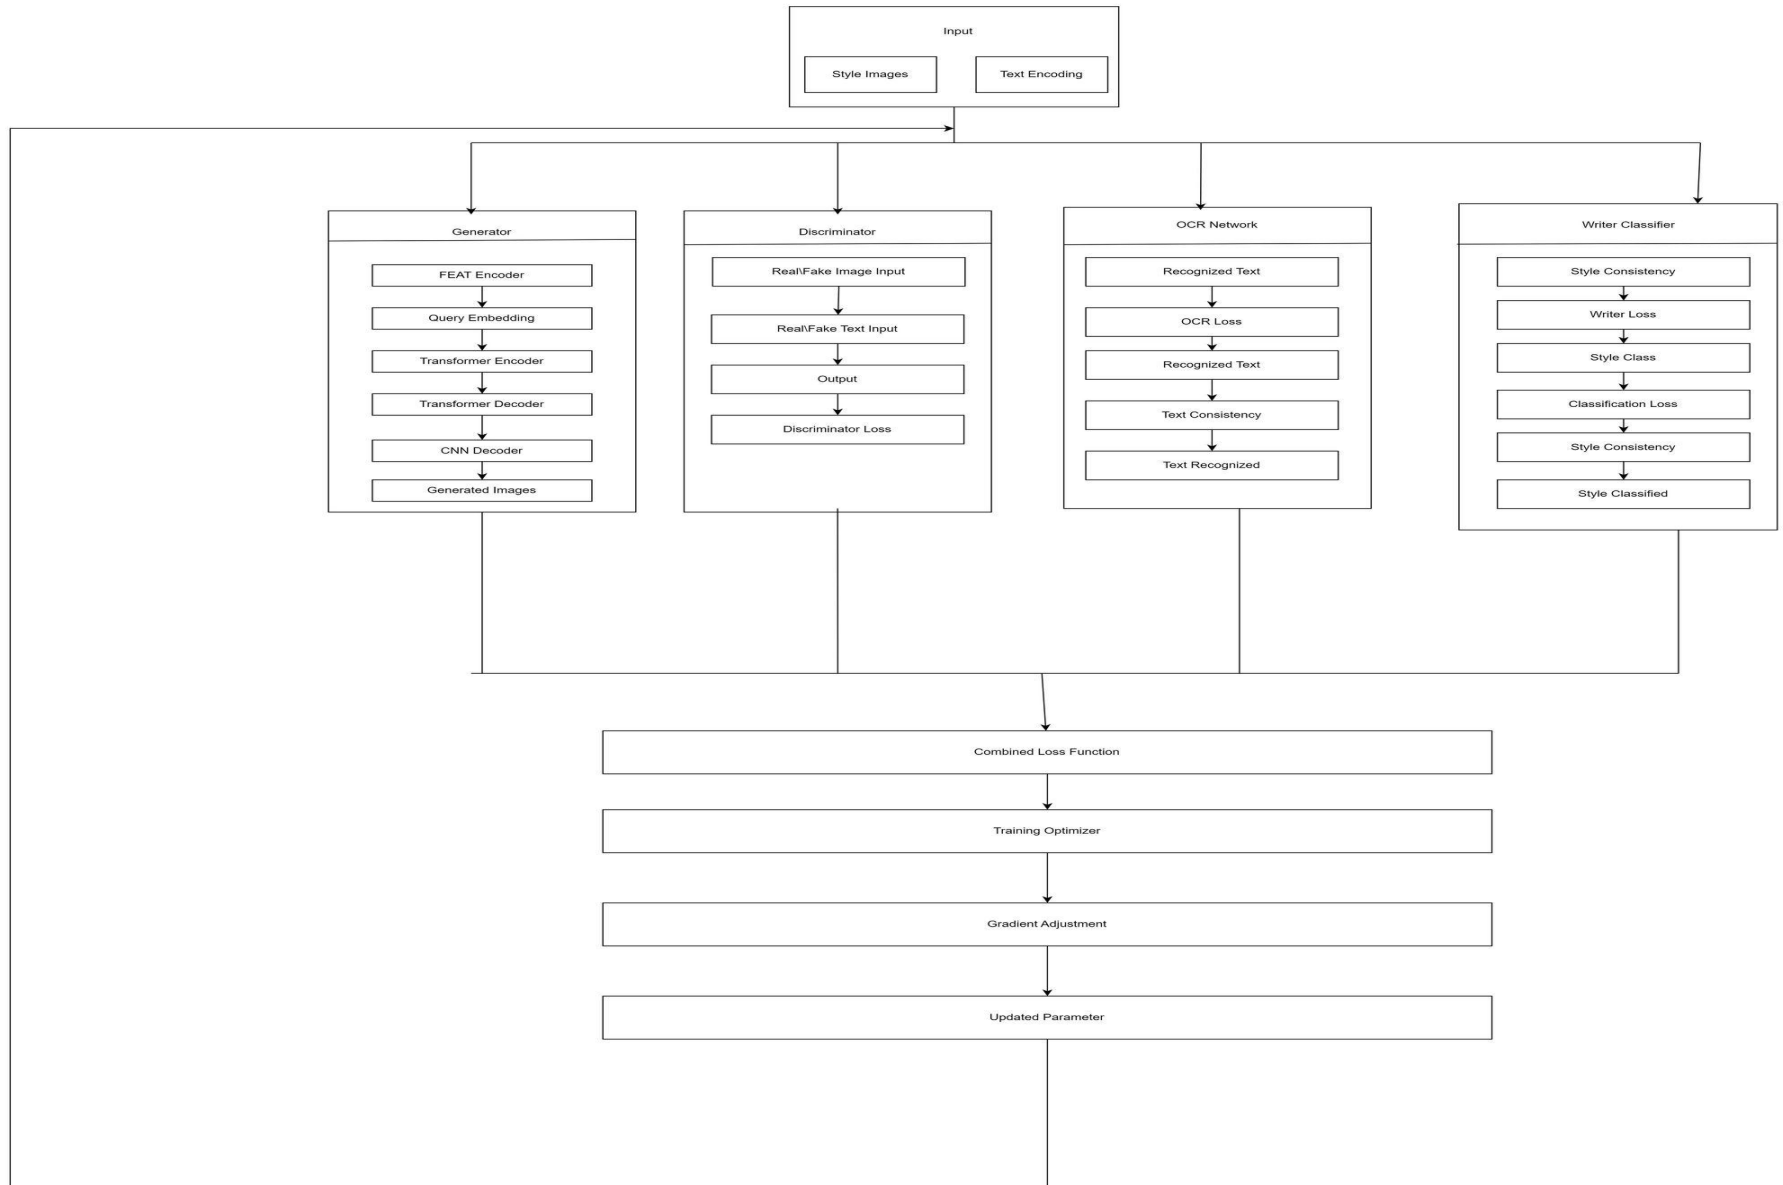 Input
Style Images
Text Encoding
Generator
FEAT Encoder
Query Embedding
Transformer Encoder
Transformer Decoder
CNN Decoder
Generated Images
Discriminator
Real\Fake Image Input
Real\Fake Text Input
Output
Discriminator Loss
OCR Network
Recognized Text
OCR Loss
Recognized Text
Text Consistency
Text Recognized
Writer Classifier
Style Consistency
Writer Loss
Style Class
Classification Loss
Style Consistency
Style Classified
Combined Loss Function
Training Optimizer
Gradient Adjustment
Updated Parameter